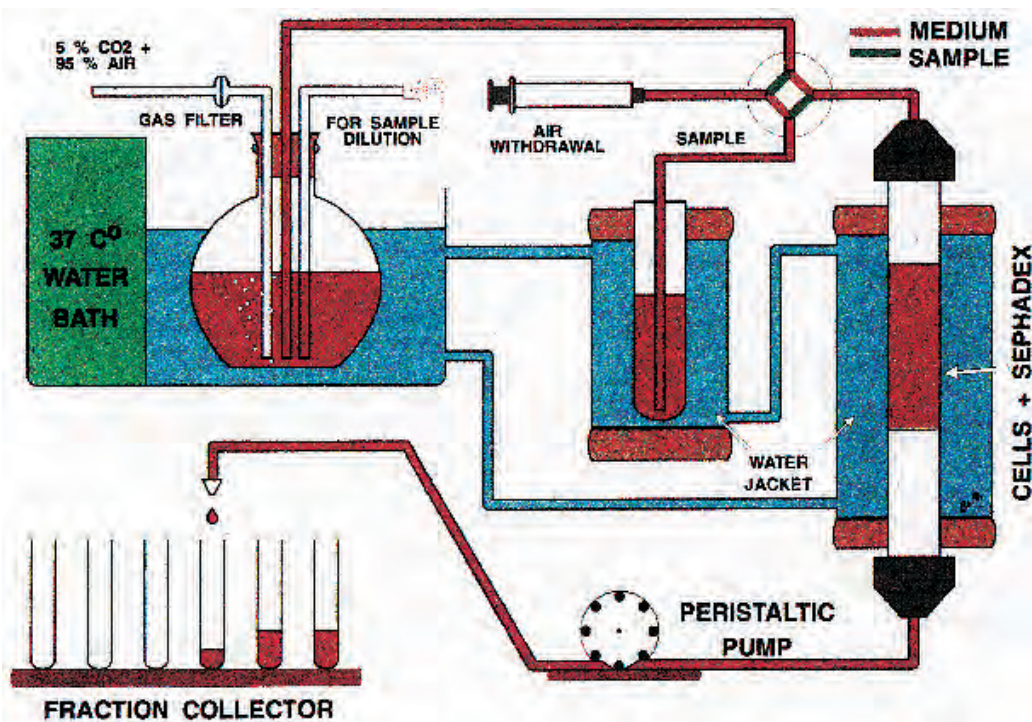 5 % CO2 +
95 % AIR
GAS FILTER
FOR SAMPLE
DILUTION
AIR
WITHDRAWAL
SAMPLE
MEDIUM
SAMPLE
37 C⁰
WATER
BATH
WATER
JACKET
CELLS + SEPHADEX
PERISTALTIC
PUMP
FRACTION COLLECTOR